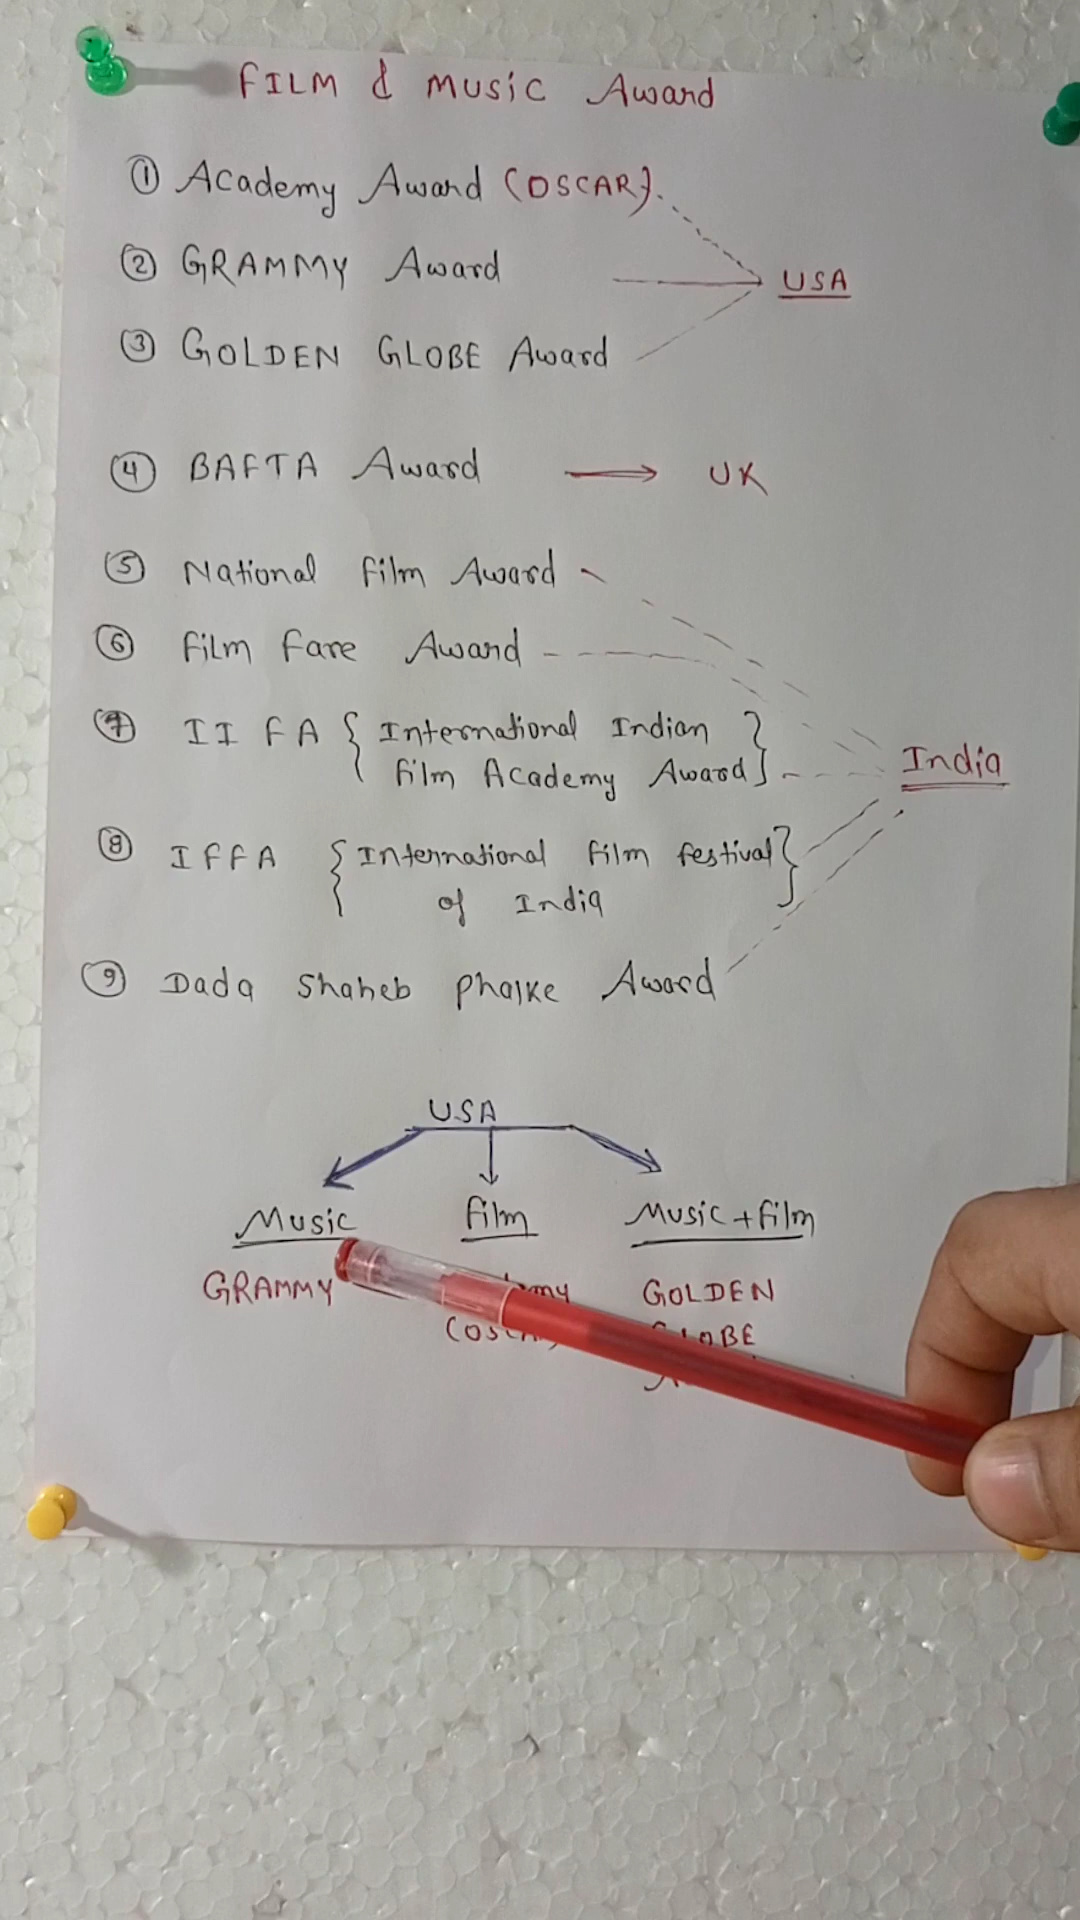 FILM & MUSIC Award
① Academy Award (OSCAR).
② GRAMMY Award
USA
③ GOLDEN GLOBE Award
④ BAFTA Award → UK
⑤ National film Award
⑥ film fare Award
⑦ IIFA { International Indian
film Academy Award }
India
⑧ IFFA { International film festival }
of India
⑨ Dada Shaheb phalke Award
USA
Music film Music + film
GRAMMY GOLDEN